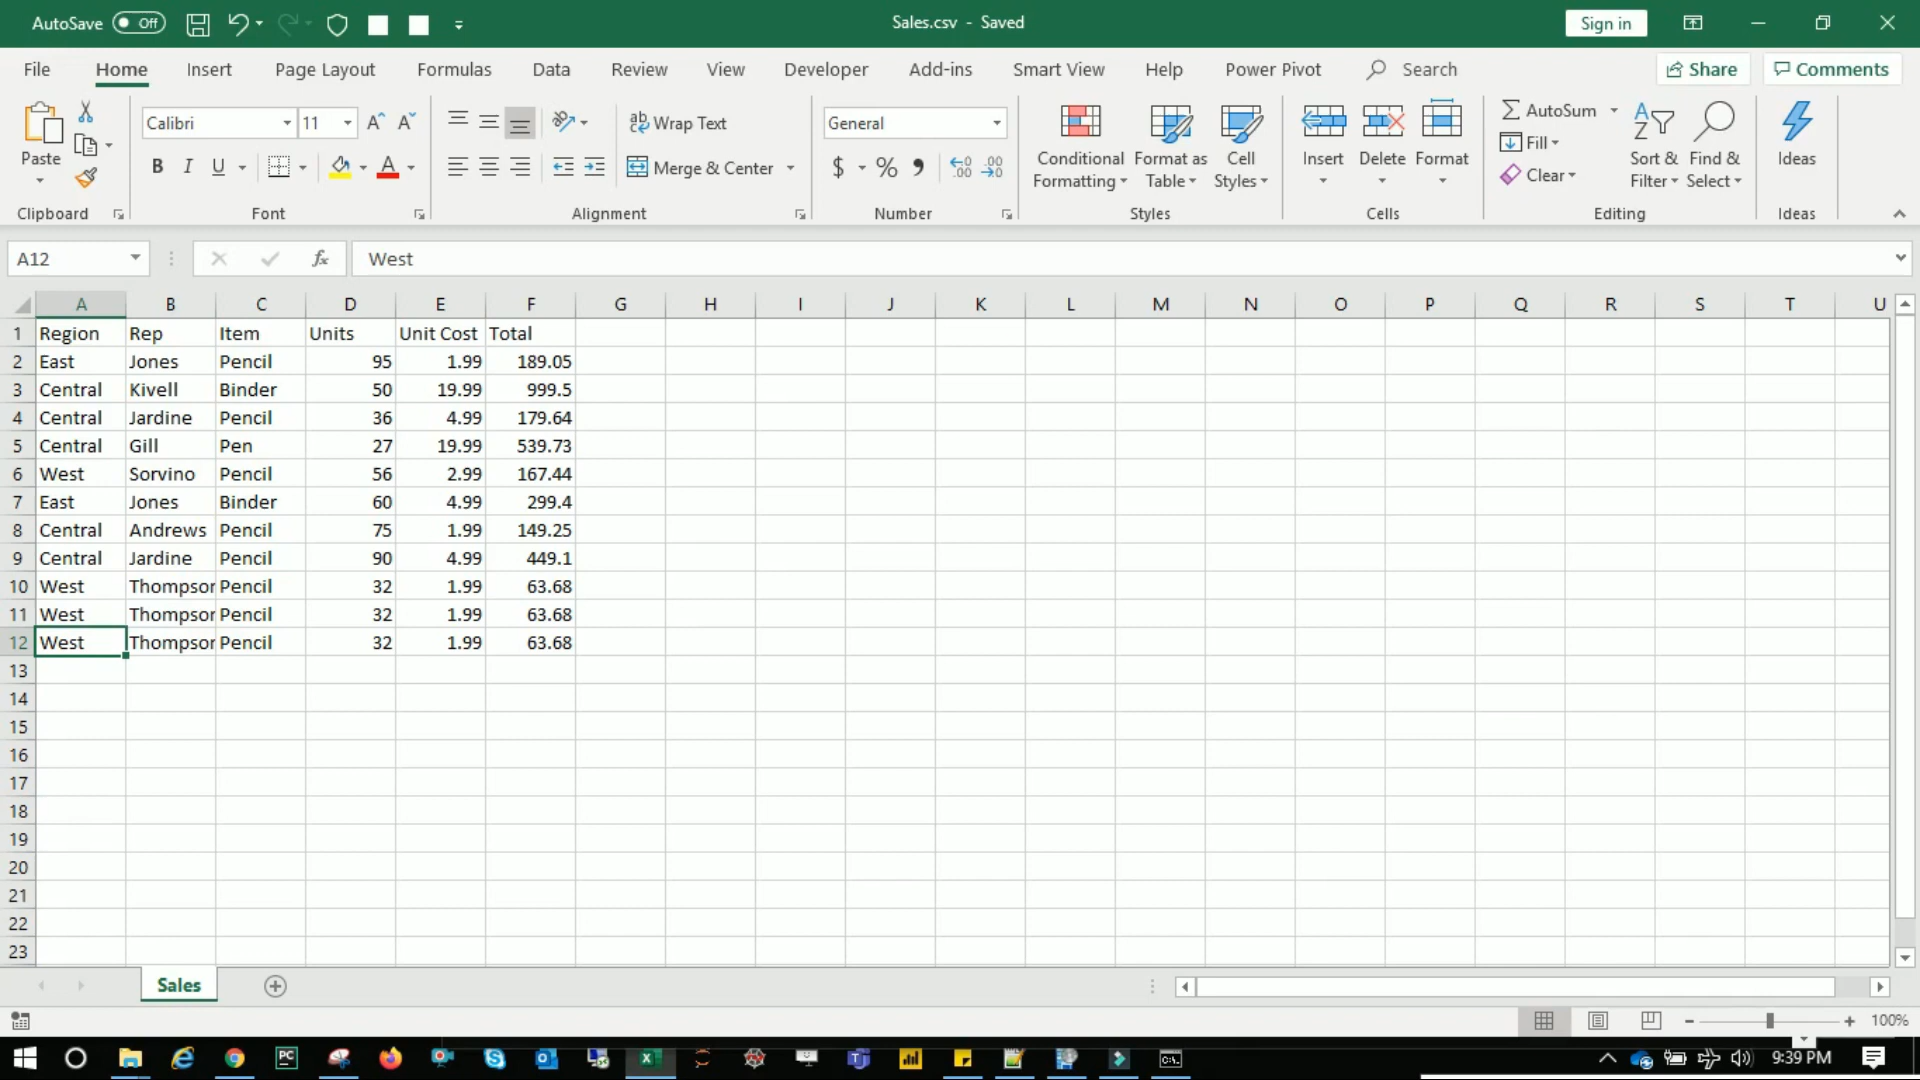 AutoSave Off Sales.csv - Saved Sign in
File Home Insert Page Layout Formulas Data Review View Developer Add-ins Smart View Help Power Pivot Search Share Comments
Paste Calibri 11 Wrap Text General Conditional Formatting Format as Table Cell Styles Insert Delete Format AutoSum Sort & Filter Find & Select Ideas
B I U A Merge & Center $ % Fill
Clear
Clipboard Font Alignment Number Styles Cells Editing Ideas
A12 fx West
A B C D E F G H I J K L M N O P Q R S T U
1 Region Rep Item Units Unit Cost Total
2 East Jones Pencil 95 1.99 189.05
3 Central Kivell Binder 50 19.99 999.5
4 Central Jardine Pencil 36 4.99 179.64
5 Central Gill Pen 27 19.99 539.73
6 West Sorvino Pencil 56 2.99 167.44
7 East Jones Binder 60 4.99 299.4
8 Central Andrews Pencil 75 1.99 149.25
9 Central Jardine Pencil 90 4.99 449.1
10 West Thompson Pencil 32 1.99 63.68
11 West Thompson Pencil 32 1.99 63.68
12 West Thompson Pencil 32 1.99 63.68
13
14
15
16
17
18
19
20
21
22
23
Sales
100%
9:39 PM